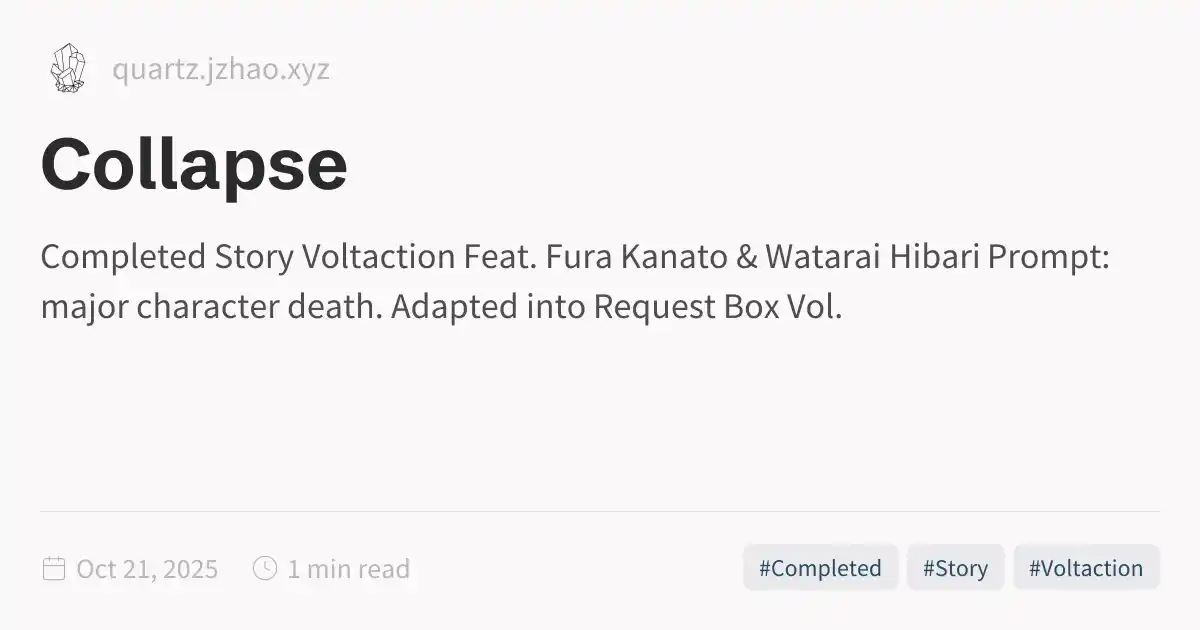 quartz.jzhao.xyz
Collapse
Completed Story Voltaction Feat. Fura Kanato & Watarai Hibari Prompt:
major character death. Adapted into Request Box Vol.
Oct 21, 2025 1 min read #Completed #Story #Voltaction